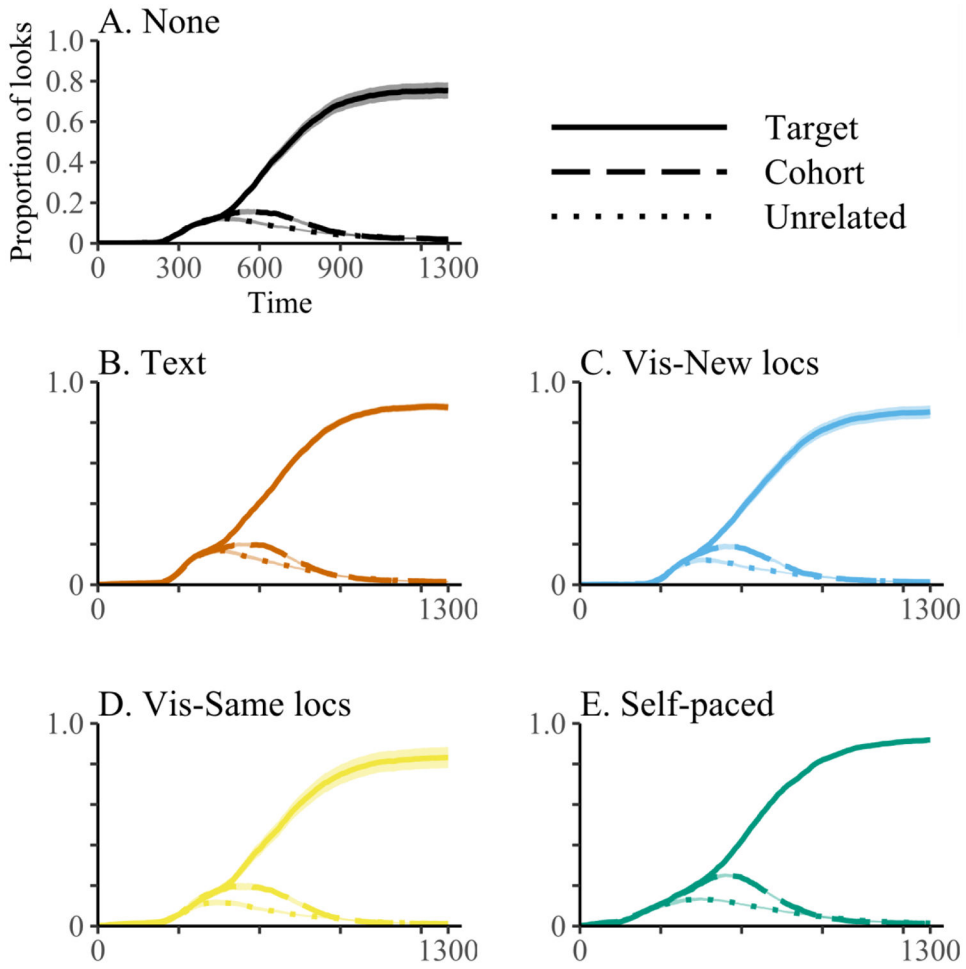 A. None
Proportion of looks
1.0
0.8
0.6
0.4
0.2
0
0 300 600 900 1300
Time
Target
Cohort
Unrelated
B. Text
1.0
0
0 1300
C. Vis-New locs
1.0
0
0 1300
D. Vis-Same locs
1.0
0
0 1300
E. Self-paced
1.0
0
0 1300